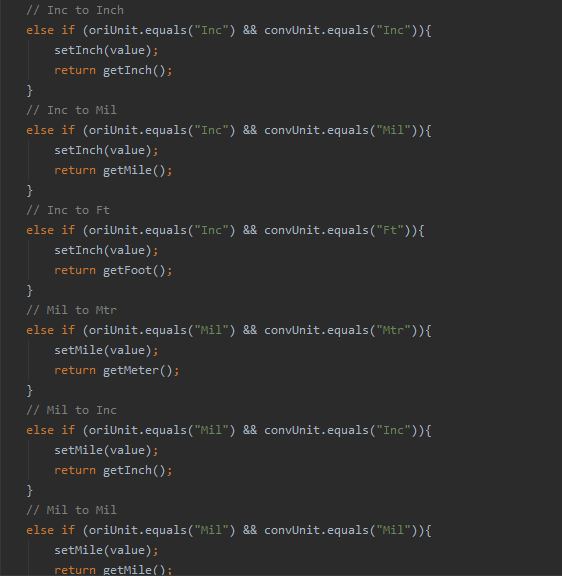 // Inc to Inch
else if (oriUnit.equals("Inc") && convUnit.equals("Inc")){
setInch(value);
return getInch();
}
// Inc to Mil
else if (oriUnit.equals("Inc") && convUnit.equals("Mil")){
setInch(value);
return getMile();
}
// Inc to Ft
else if (oriUnit.equals("Inc") && convUnit.equals("Ft")){
setInch(value);
return getFoot();
}
// Mil to Mtr
else if (oriUnit.equals("Mil") && convUnit.equals("Mtr")){
setMile(value);
return getMeter();
}
// Mil to Inc
else if (oriUnit.equals("Mil") && convUnit.equals("Inc")){
setMile(value);
return getInch();
}
// Mil to Mil
else if (oriUnit.equals("Mil") && convUnit.equals("Mil")){
setMile(value);
return getMile();